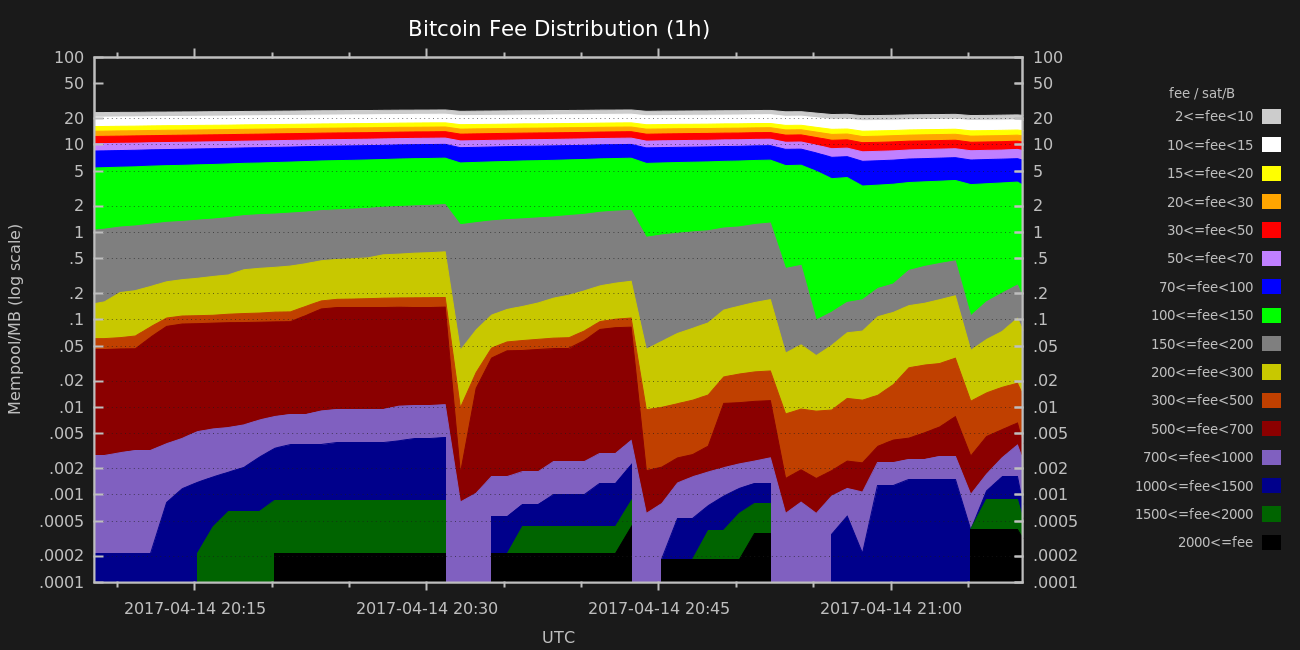 Bitcoin Fee Distribution (1h)
100
50
20
10
5
2
1
.5
.2
.1
.05
.02
.01
.005
.002
.001
.0005
.0002
.0001
Mempool/MB (log scale)
100
50
20
10
5
2
1
.5
.2
.1
.05
.02
.01
.005
.002
.001
.0005
.0002
.0001
2017-04-14 20:15
2017-04-14 20:30
2017-04-14 20:45
2017-04-14 21:00
UTC
fee / sat/B
2<=fee<10
10<=fee<15
15<=fee<20
20<=fee<30
30<=fee<50
50<=fee<70
70<=fee<100
100<=fee<150
150<=fee<200
200<=fee<300
300<=fee<500
500<=fee<700
700<=fee<1000
1000<=fee<1500
1500<=fee<2000
2000<=fee